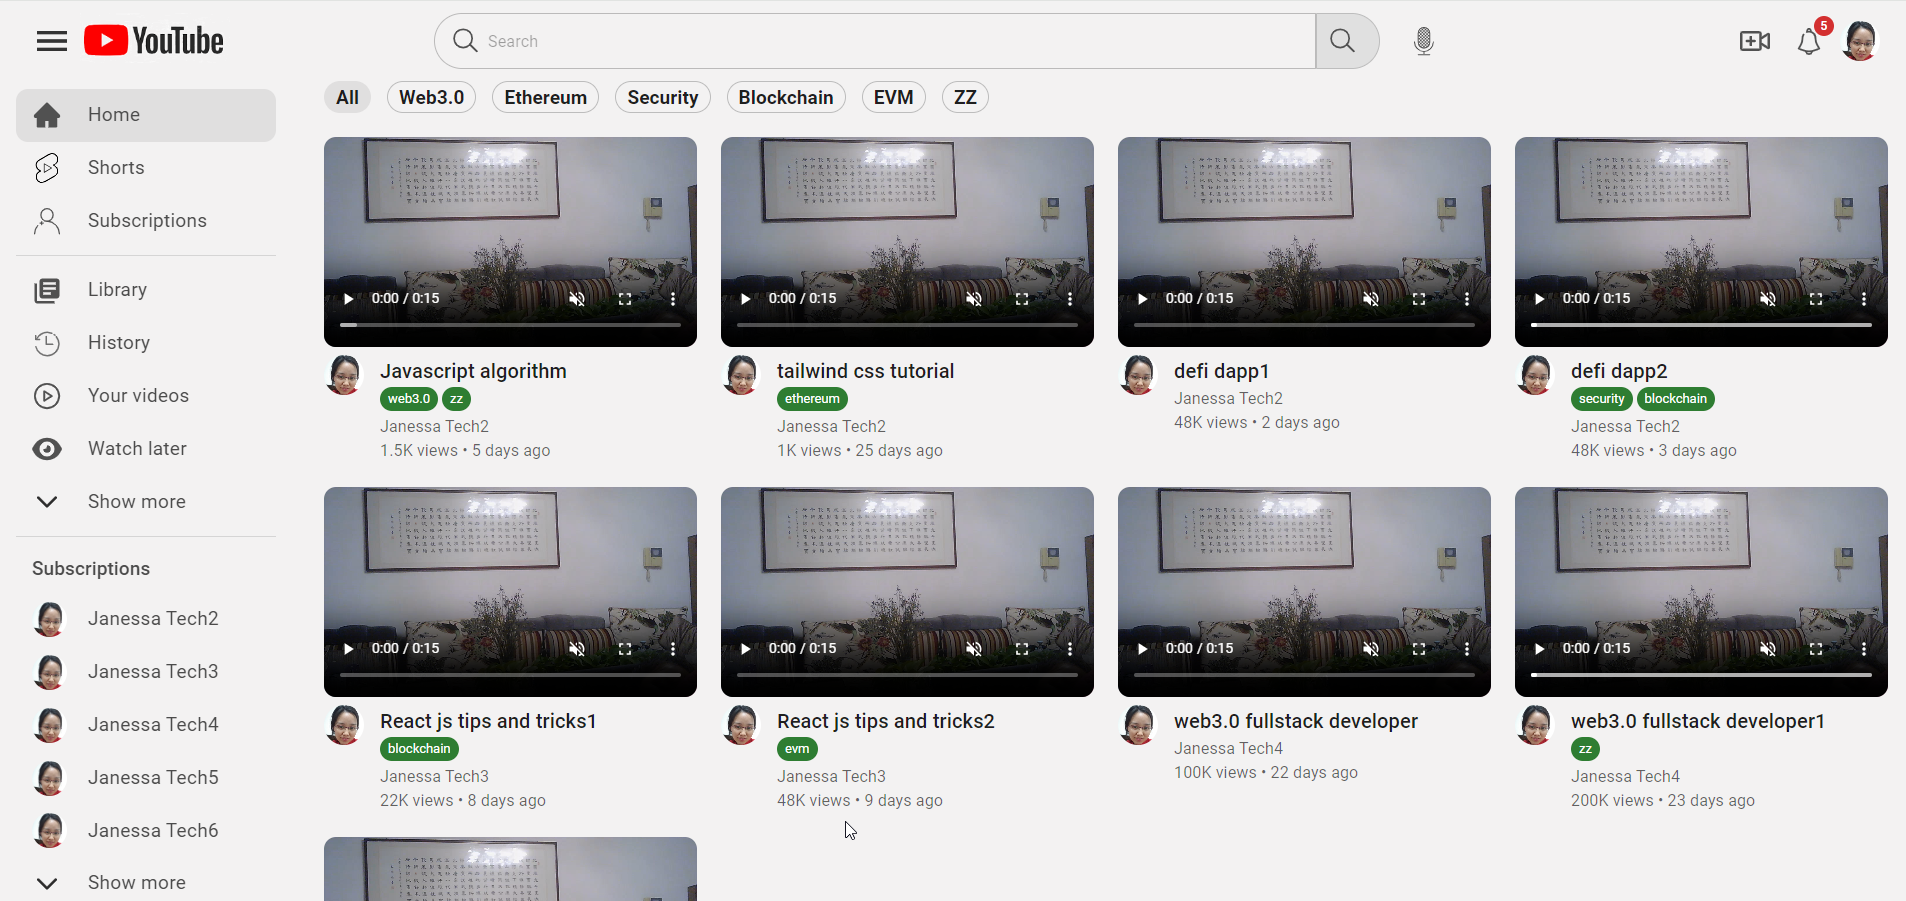 YouTube
Search
5
All Web3.0 Ethereum Security Blockchain EVM ZZ
Home
Shorts
Subscriptions
Library
History
Your videos
Watch later
Show more
Subscriptions
Janessa Tech2
Janessa Tech3
Janessa Tech4
Janessa Tech5
Janessa Tech6
Show more
0:00 / 0:15
Javascript algorithm
web3.0 zz
Janessa Tech2
1.5K views • 5 days ago
0:00 / 0:15
tailwind css tutorial
ethereum
Janessa Tech2
1K views • 25 days ago
0:00 / 0:15
defi dapp1
Janessa Tech2
48K views • 2 days ago
0:00 / 0:15
defi dapp2
security blockchain
Janessa Tech2
48K views • 3 days ago
0:00 / 0:15
React js tips and tricks1
blockchain
Janessa Tech3
22K views • 8 days ago
0:00 / 0:15
React js tips and tricks2
evm
Janessa Tech3
48K views • 9 days ago
0:00 / 0:15
web3.0 fullstack developer
Janessa Tech4
100K views • 22 days ago
0:00 / 0:15
web3.0 fullstack developer1
zz
Janessa Tech4
200K views • 23 days ago